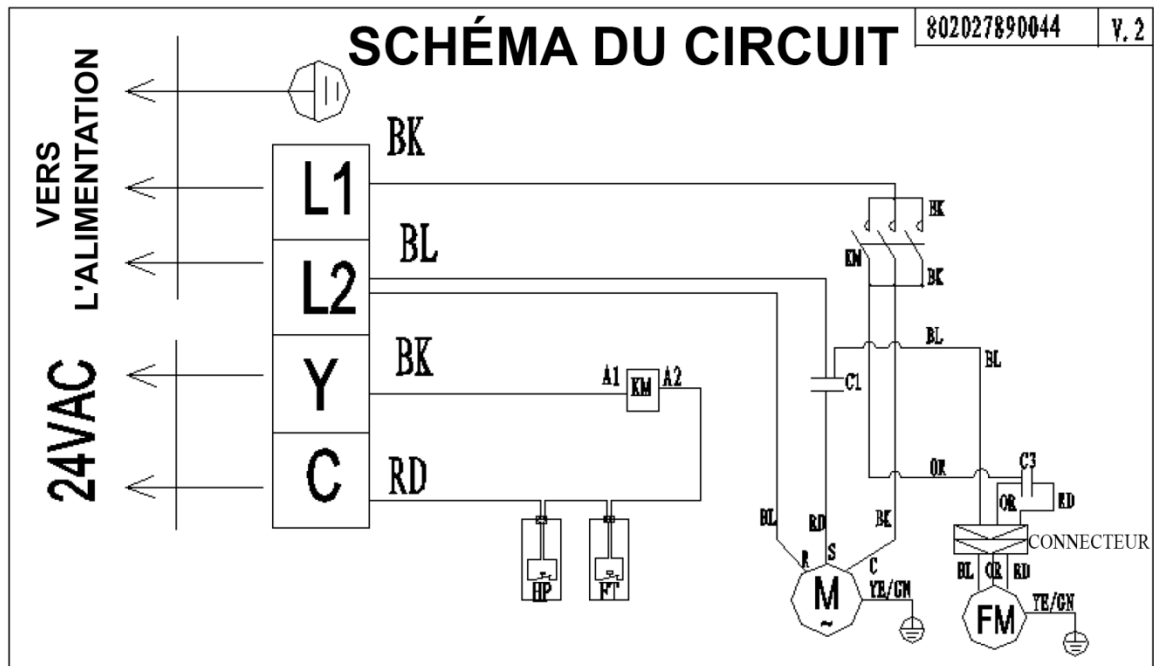 SCHÉMA DU CIRCUIT
802027890044
V. 2
VERS
L'ALIMENTATION
24VAC
L1
L2
Y
C
BK
BL
BK
RD
A1
KM
A2
HP
FT
BK
KM
BK
BL
BL
C1
OR
C3
OR
RD
CONNECTEUR
BL
RD
BK
R
S
C
M
~
YE/GN
BL
OR
RD
FM
YE/GN